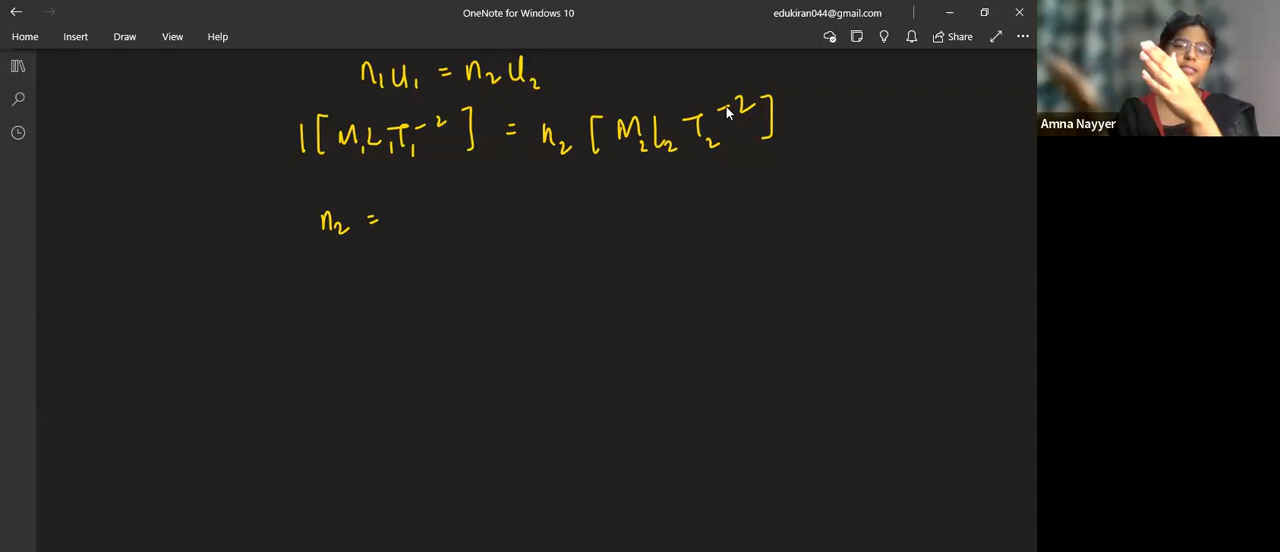 OneNote for Windows 10
edukiran044@gmail.com
Home Insert Draw View Help Share
n₁u₁ = n₂u₂
1[M₁L₁T₁⁻²] = n₂[M₂L₂T₂⁻²]
n₂ =
Amna Nayyer